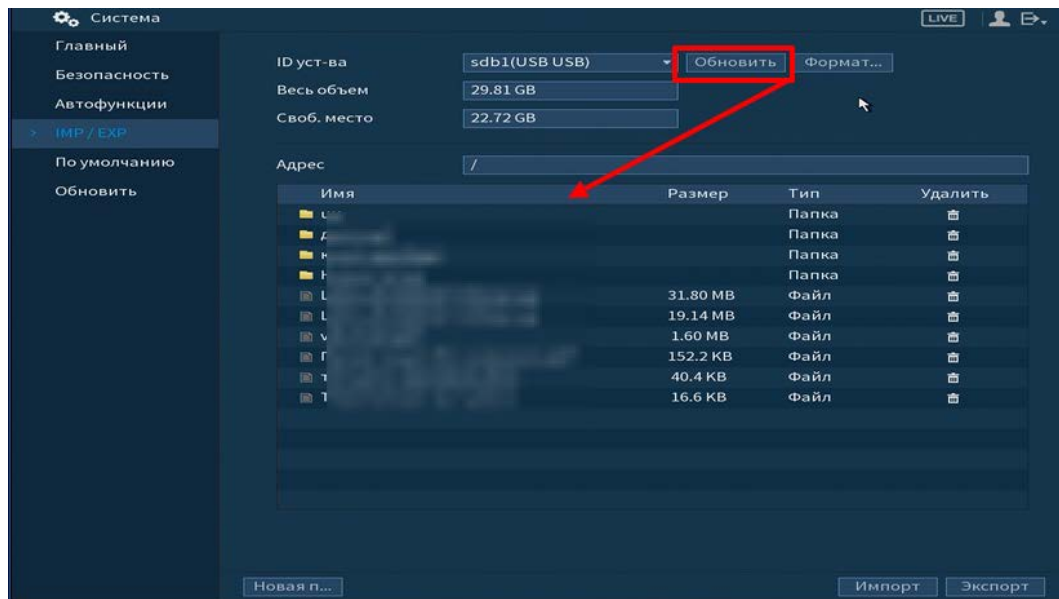 Система LIVE
Главный
Безопасность
Автофункции
IMP / EXP
По умолчанию
Обновить
ID уст-ва sdb1(USB USB) Обновить Формат...
Весь объем 29.81 GB
Своб. место 22.72 GB
Адрес /
Имя Размер Тип Удалить
Папка
Папка
Папка
Папка
31.80 MB Файл
19.14 MB Файл
1.60 MB Файл
152.2 KB Файл
40.4 KB Файл
16.6 KB Файл
Новая п... Импорт Экспорт